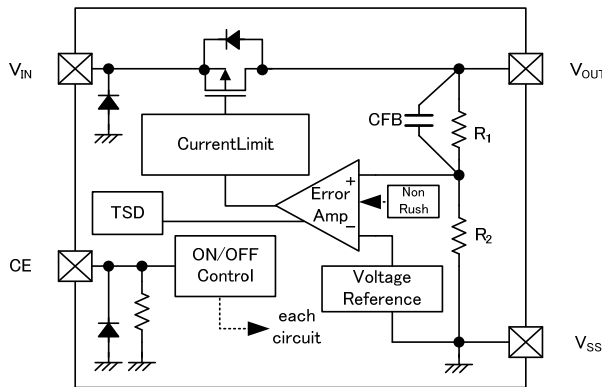 VIN
VOUT
CFB
R1
CurrentLimit
+
Error
Amp
−
Non
Rush
TSD
R2
CE
ON/OFF
Control
Voltage
Reference
each
circuit
VSS